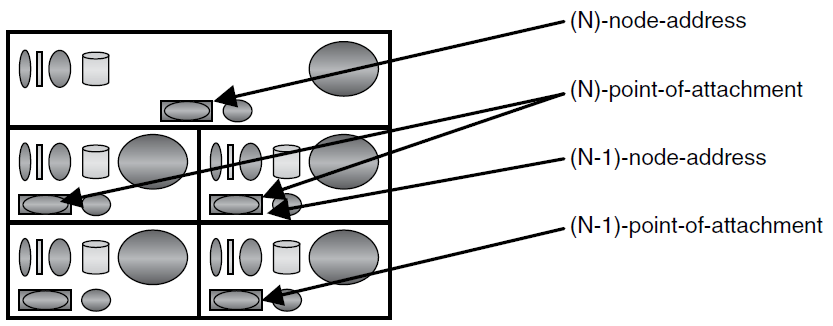 (N)-node-address
(N)-point-of-attachment
(N-1)-node-address
(N-1)-point-of-attachment